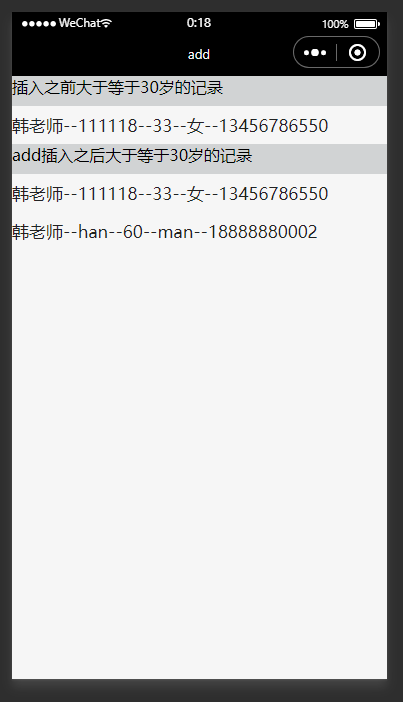 WeChat 0:18 100%
add
插入之前大于等于30岁的记录
韩老师--111118--33--女--13456786550
add插入之后大于等于30岁的记录
韩老师--111118--33--女--13456786550
韩老师--han--60--man--18888880002